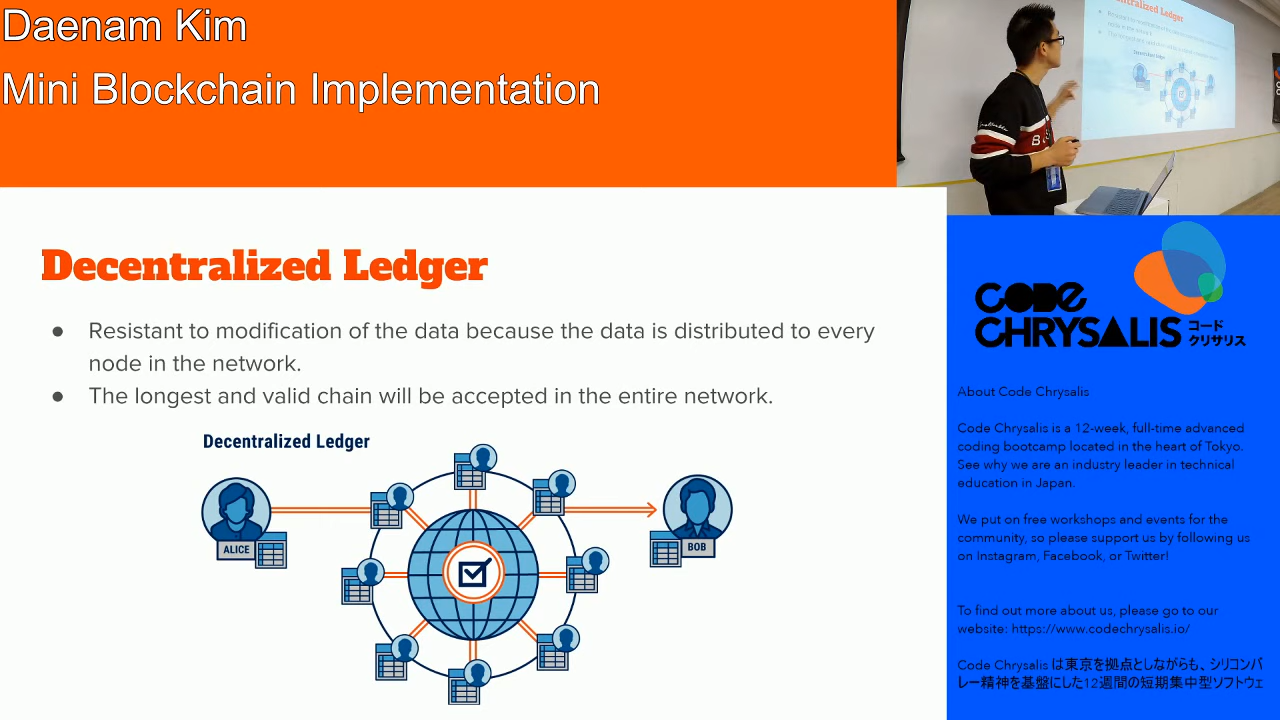 Daenam Kim
Mini Blockchain Implementation
Decentralized Ledger
● Resistant to modification of the data because the data is distributed to every
node in the network.
● The longest and valid chain will be accepted in the entire network.
Decentralized Ledger
ALICE
BOB
CODE
CHRYSALIS コード
クリサリス
About Code Chrysalis
Code Chrysalis is a 12-week, full-time advanced
coding bootcamp located in the heart of Tokyo.
See why we are an industry leader in technical
education in Japan.
We put on free workshops and events for the
community, so please support us by following us
on Instagram, Facebook, or Twitter!
To find out more about us, please go to our
website: https://www.codechrysalis.io/
Code Chrysalis は東京を拠点としながらも、シリコンバ
レー精神を基盤にした12週間の短期集中型ソフトウェ